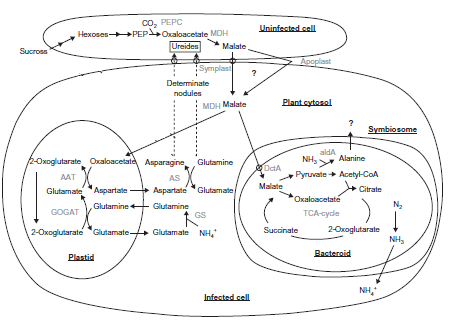 CO2 PEPC
Uninfected cell
Hexoses PEP Oxaloacetate MDH
Sucross
Ureides
Malate
Symplast
Apoplast
?
Determinate
nodules
MDH Malate
Plant cytosol
?
Symbiosome
2-Oxoglutarate Oxaloacetate Asparagine Glutamine
aldA
NH3 Alanine
DctA
AAT
AS
Pyruvate Acetyl-CoA
Glutamate Aspartate Aspartate Glutamate
Malate
Citrate
Oxaloacetate
N2
GOGAT
Glutamine Glutamine
GS
TCA-cycle
2-Oxoglutarate Glutamate Glutamate NH4+
Succinate 2-Oxoglutarate
NH3
Plastid
Bacteroid
NH4+
Infected cell